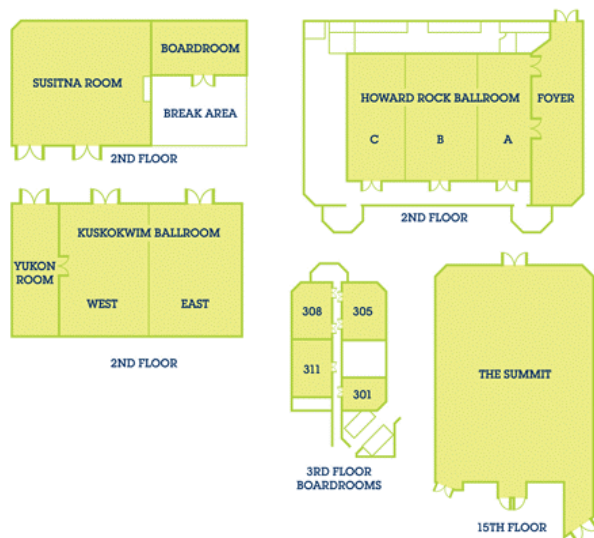 BOARDROOM
SUSITNA ROOM
BREAK AREA
2ND FLOOR
HOWARD ROCK BALLROOM
FOYER
C
B
A
2ND FLOOR
KUSKOKWIM BALLROOM
YUKON
ROOM
WEST
EAST
2ND FLOOR
308
305
311
301
3RD FLOOR
BOARDROOMS
THE SUMMIT
15TH FLOOR